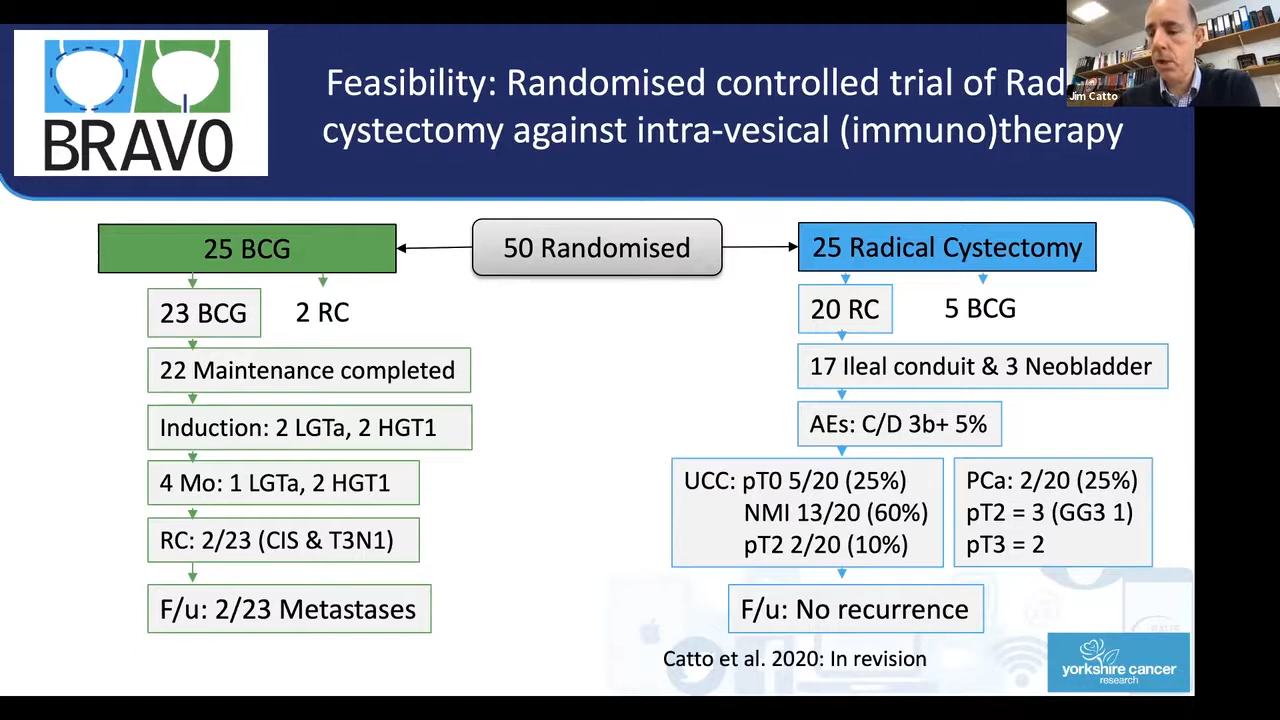 BRAVO
Feasibility: Randomised controlled trial of Rad
cystectomy against intra-vesical (immuno)therapy
Jim Catto
25 BCG
50 Randomised
25 Radical Cystectomy
23 BCG
2 RC
20 RC
5 BCG
22 Maintenance completed
17 Ileal conduit & 3 Neobladder
Induction: 2 LGTa, 2 HGT1
AEs: C/D 3b+ 5%
4 Mo: 1 LGTa, 2 HGT1
UCC: pT0 5/20 (25%)
NMI 13/20 (60%)
pT2 2/20 (10%)
PCa: 2/20 (25%)
pT2 = 3 (GG3 1)
pT3 = 2
RC: 2/23 (CIS & T3N1)
F/u: 2/23 Metastases
F/u: No recurrence
Catto et al. 2020: In revision
yorkshire cancer
research